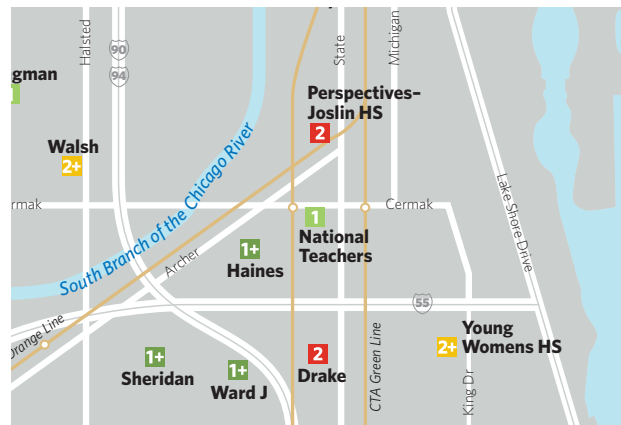 Halsted
90
94
State
Michigan
gman
1
Perspectives–
Joslin HS
2
Walsh
2+
South Branch of the Chicago River
Lake Shore Drive
rmak
Cermak
1
National
Teachers
Archer
1+
Haines
55
Orange Line
CTA Green Line
Young
Womens HS
2+
King Dr
1+
Sheridan
1+
Ward J
2
Drake